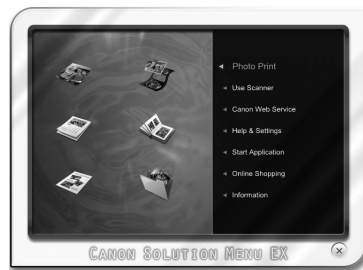 Photo Print
Use Scanner
Canon Web Service
Help & Settings
Start Application
Online Shopping
Information
CANON SOLUTION MENU EX